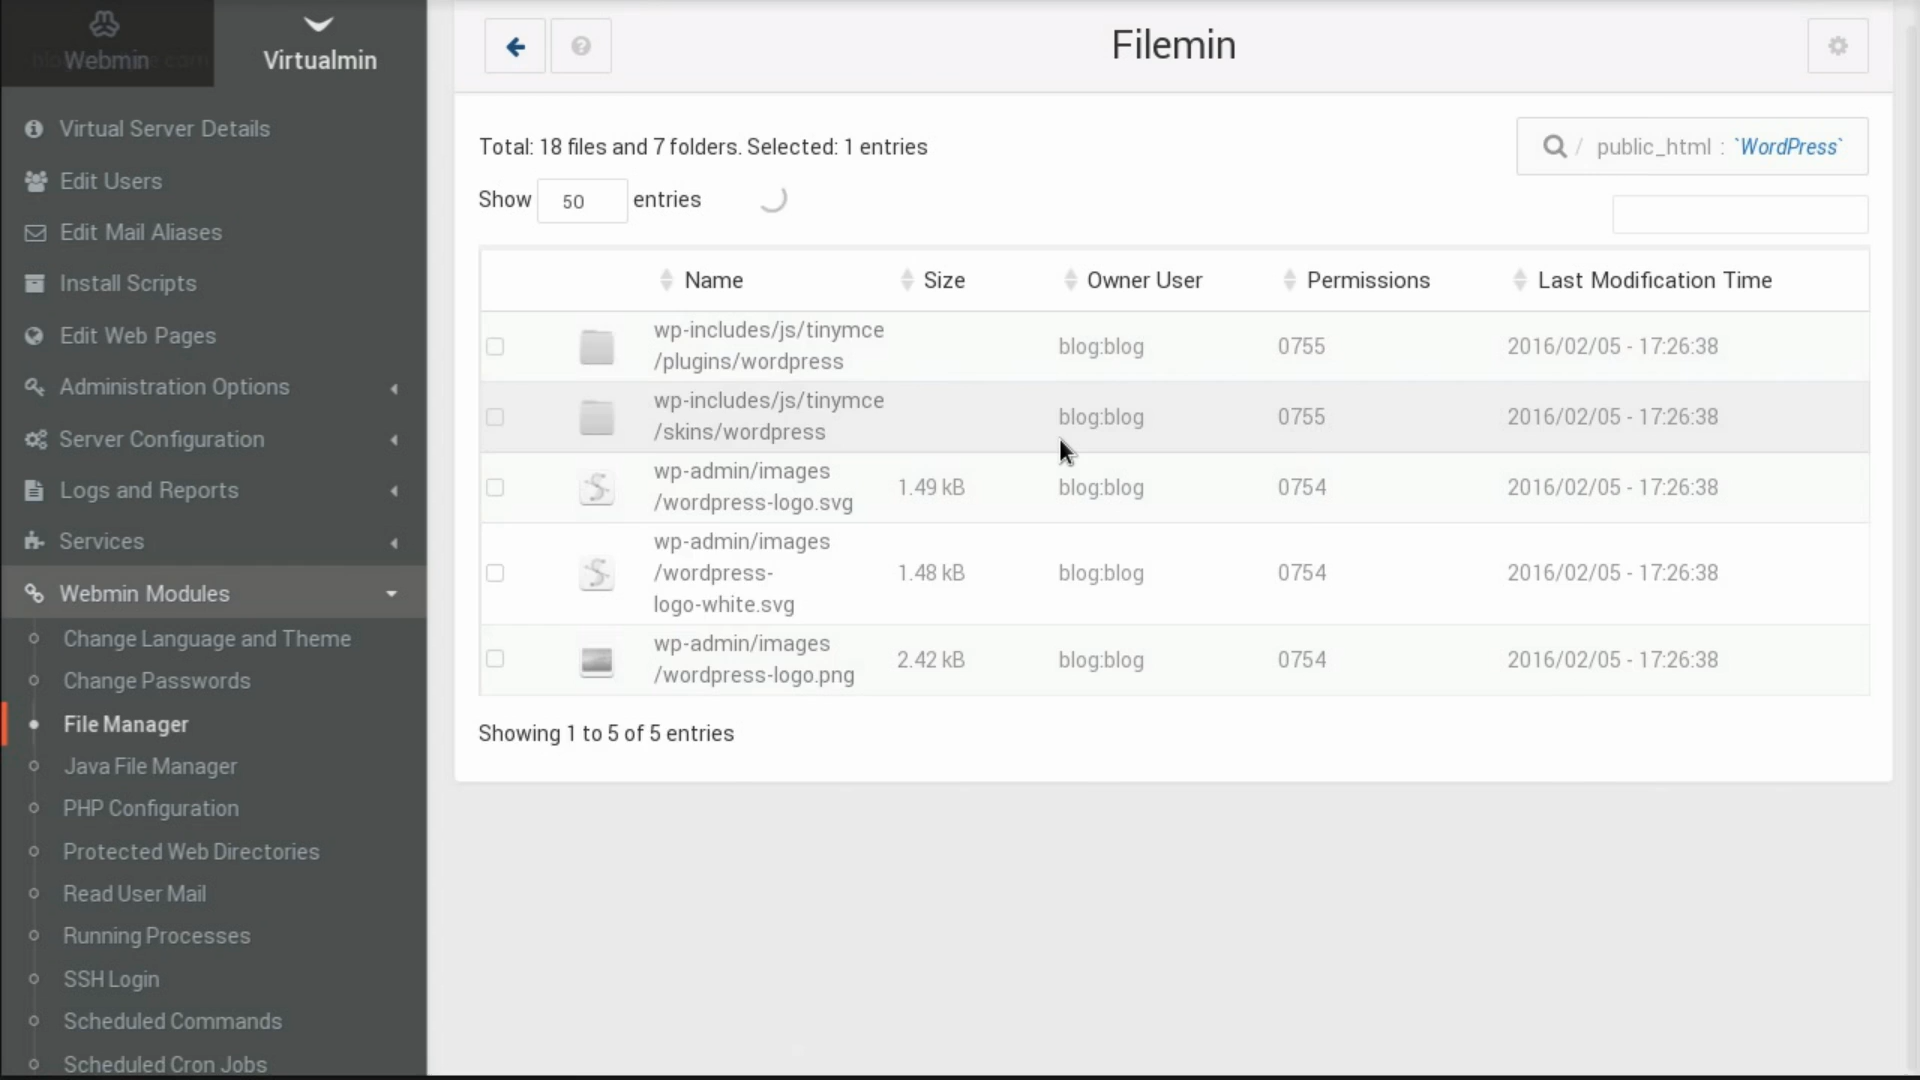 Webmin
Virtualmin
Virtual Server Details
Edit Users
Edit Mail Aliases
Install Scripts
Edit Web Pages
Administration Options
Server Configuration
Logs and Reports
Services
Webmin Modules
Change Language and Theme
Change Passwords
File Manager
Java File Manager
PHP Configuration
Protected Web Directories
Read User Mail
Running Processes
SSH Login
Scheduled Commands
Scheduled Cron Jobs
Filemin
Total: 18 files and 7 folders. Selected: 1 entries
/ public_html : `WordPress`
Show 50 entries
Name Size Owner User Permissions Last Modification Time
wp-includes/js/tinymce
/plugins/wordpress
blog:blog 0755 2016/02/05 - 17:26:38
wp-includes/js/tinymce
/skins/wordpress
blog:blog 0755 2016/02/05 - 17:26:38
wp-admin/images
/wordpress-logo.svg
1.49 kB blog:blog 0754 2016/02/05 - 17:26:38
wp-admin/images
/wordpress-
logo-white.svg
1.48 kB blog:blog 0754 2016/02/05 - 17:26:38
wp-admin/images
/wordpress-logo.png
2.42 kB blog:blog 0754 2016/02/05 - 17:26:38
Showing 1 to 5 of 5 entries